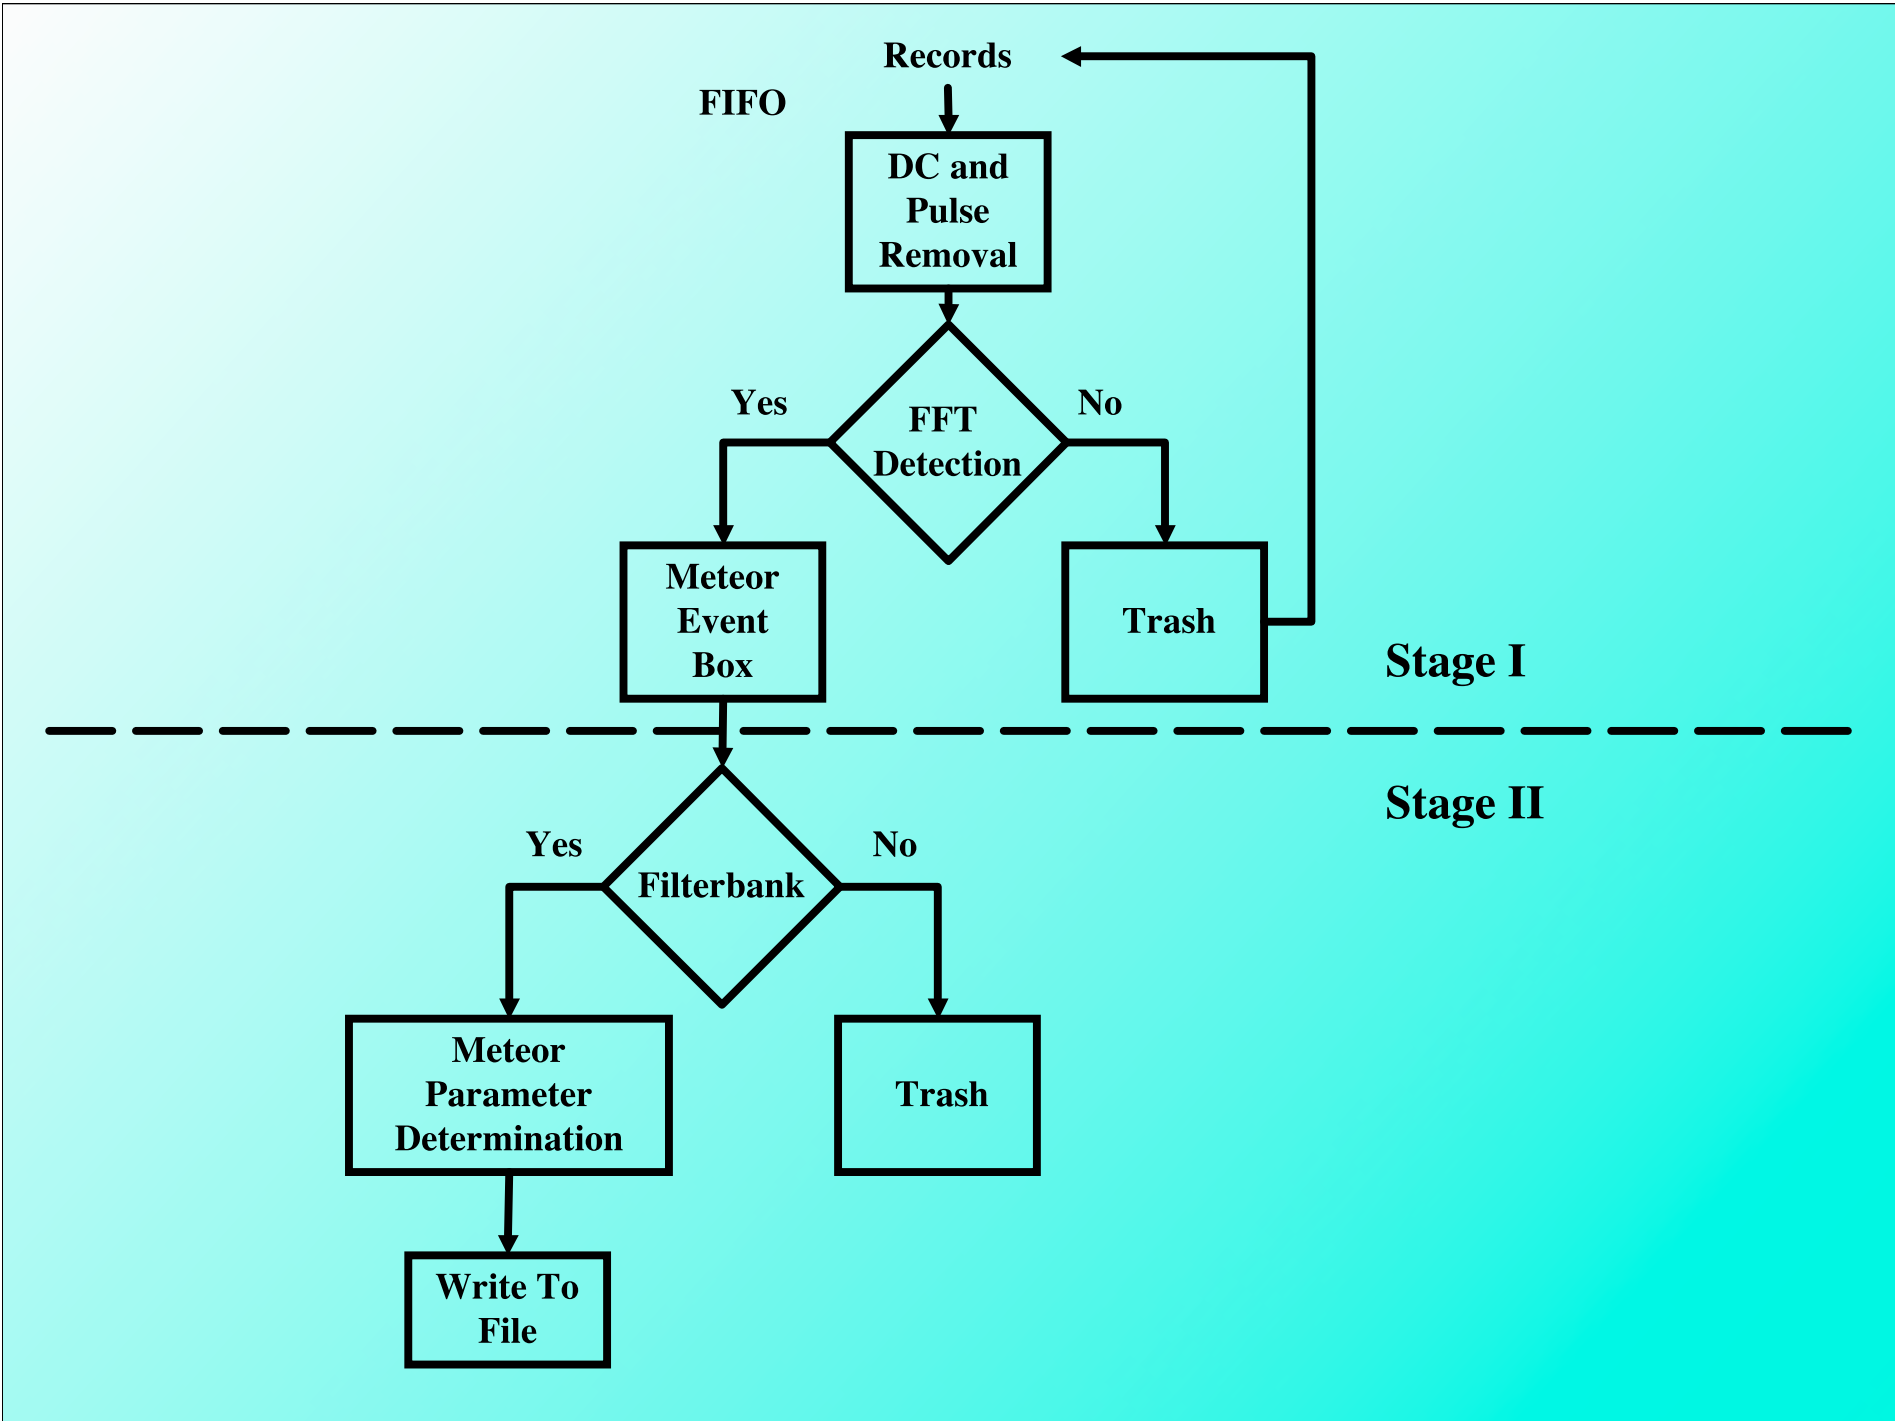 Records
FIFO
DC and
Pulse
Removal
Yes
No
FFT
Detection
Meteor
Event
Box
Trash
Stage I
Stage II
Yes
No
Filterbank
Meteor
Parameter
Determination
Trash
Write To
File